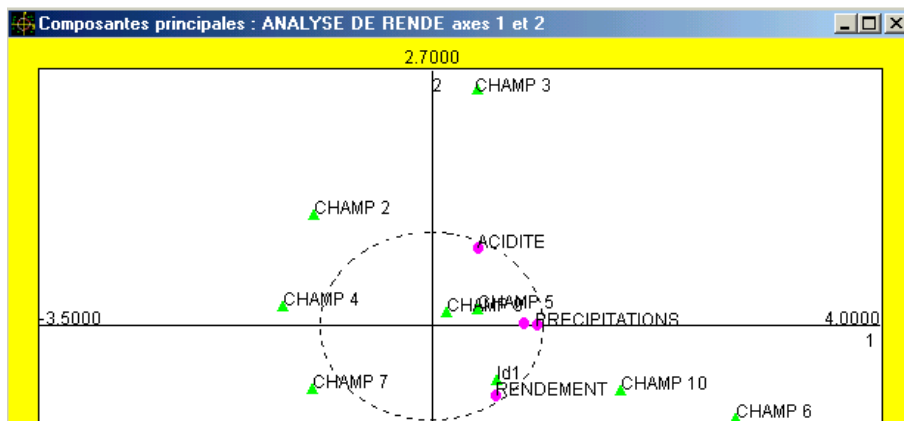 Composantes principales : ANALYSE DE RENDE axes 1 et 2
2.7000
2
CHAMP 3
CHAMP 2
ACIDITE
CHAMP 4
CHAMP
CHAMP 5
-3.5000
PRECIPITATIONS
4.0000
1
CHAMP 7
Id1
RENDEMENT
CHAMP 10
CHAMP 6